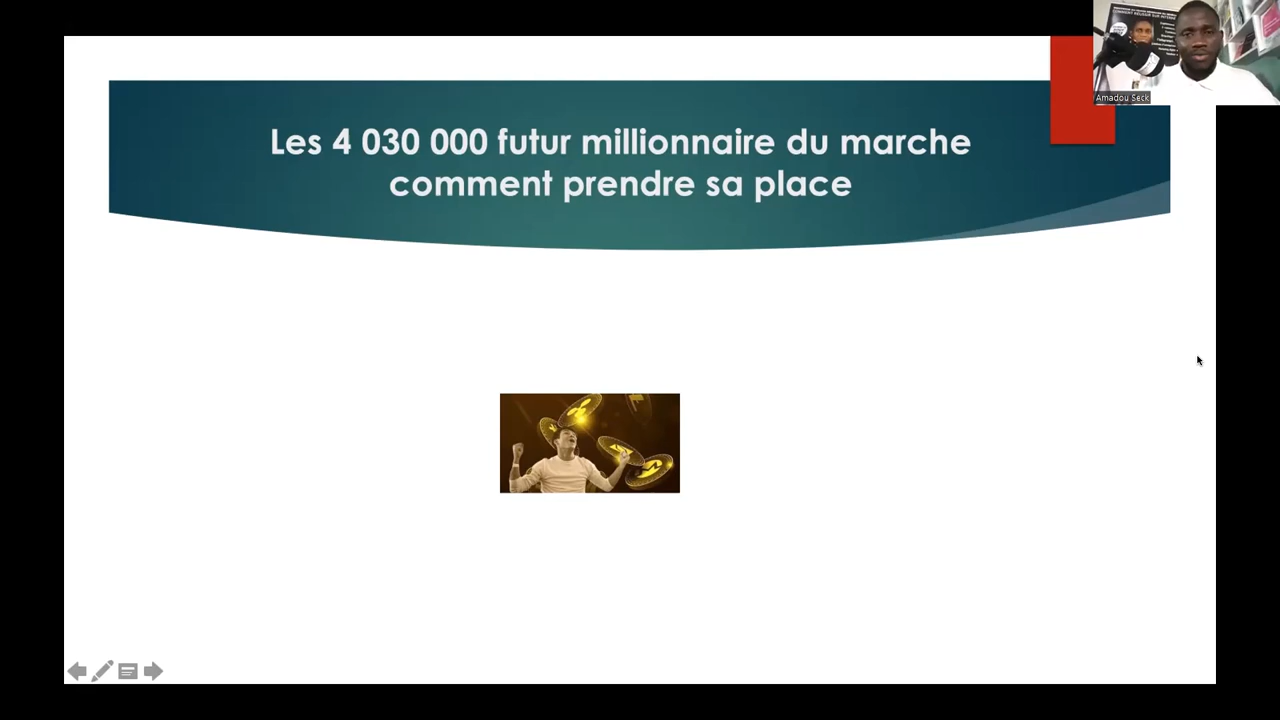 Les 4 030 000 futur millionnaire du marche
comment prendre sa place
Amadou Seck